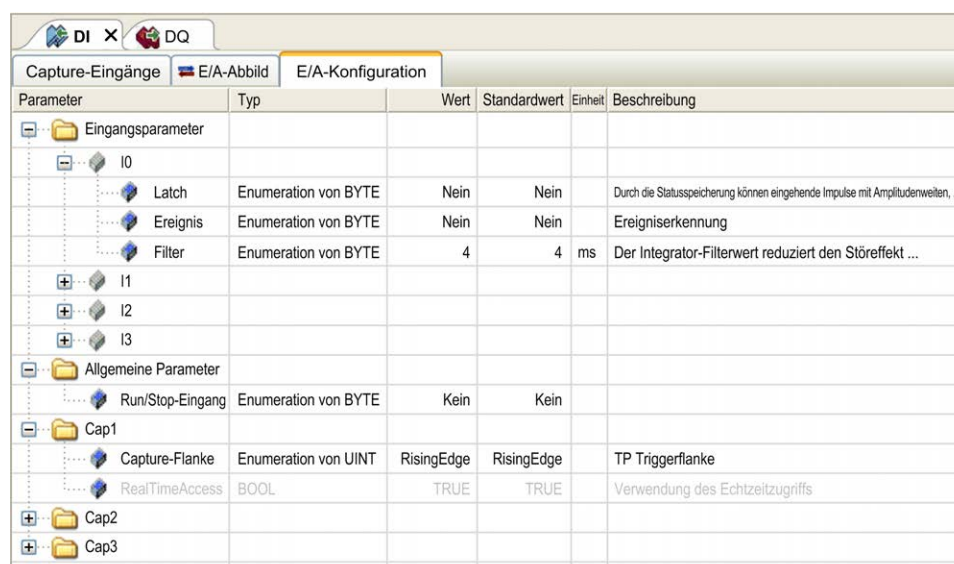 DI X DQ
Capture-Eingänge E/A-Abbild E/A-Konfiguration
Parameter Typ Wert Standardwert Einheit Beschreibung
Eingangsparameter
I0
Latch Enumeration von BYTE Nein Nein Durch die Statusspeicherung können eingehende Impulse mit Amplitudenweiten,
Ereignis Enumeration von BYTE Nein Nein Ereigniserkennung
Filter Enumeration von BYTE 4 4 ms Der Integrator-Filterwert reduziert den Störeffekt ...
I1
I2
I3
Allgemeine Parameter
Run/Stop-Eingang Enumeration von BYTE Kein Kein
Cap1
Capture-Flanke Enumeration von UINT RisingEdge RisingEdge TP Triggerflanke
RealTimeAccess BOOL TRUE TRUE Verwendung des Echtzeitzugriffs
Cap2
Cap3